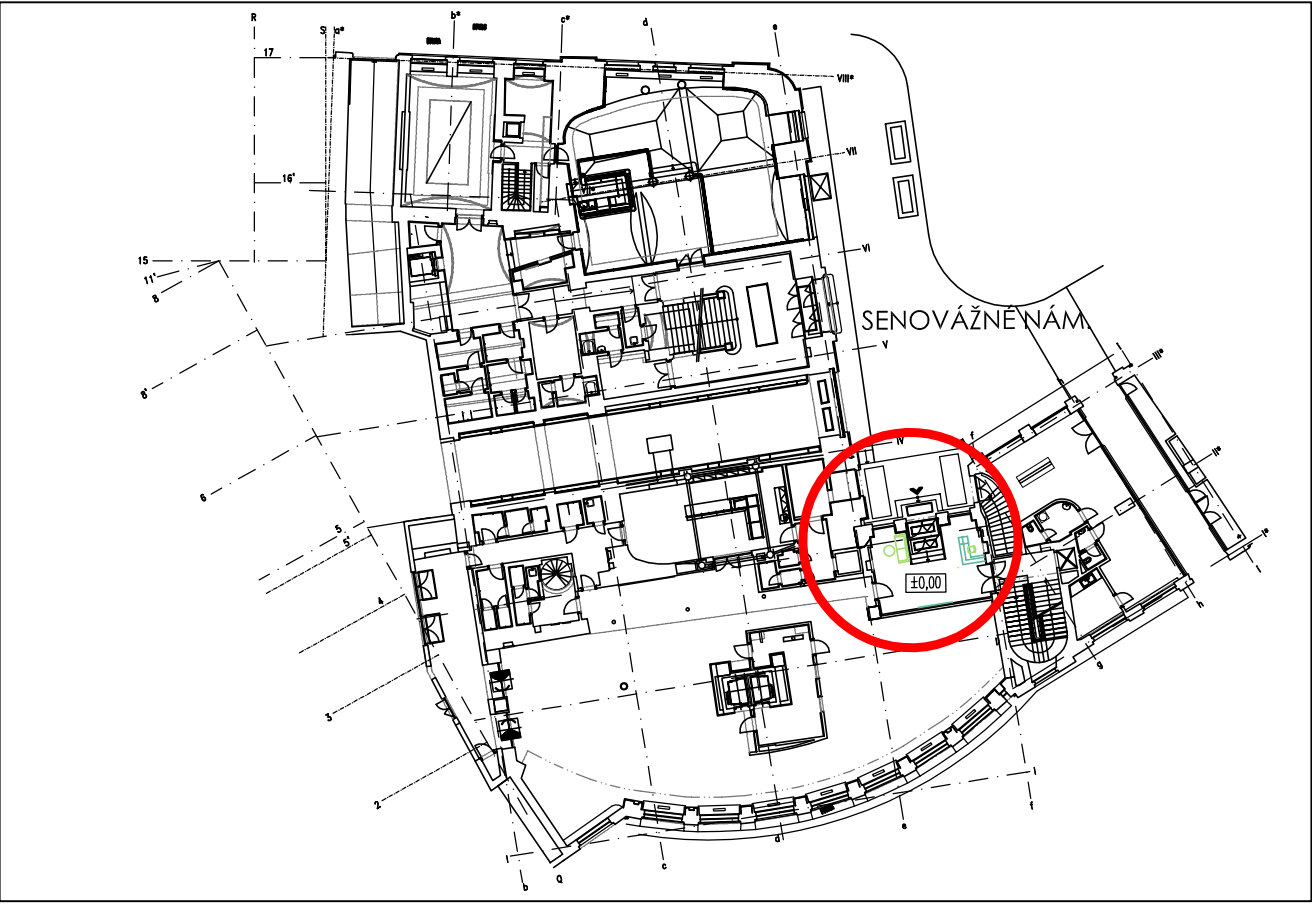 R
S
a*
b*
c*
d
e
17
VIII*
VII
16'
VI
15
11'
8
SENOVÁŽNÉ NÁM.
V
III*
8'
IV
f
II*
6
5
5'
I*
±0,00
4
h
g
3
2
I
f
e
d
c
b
Q
I